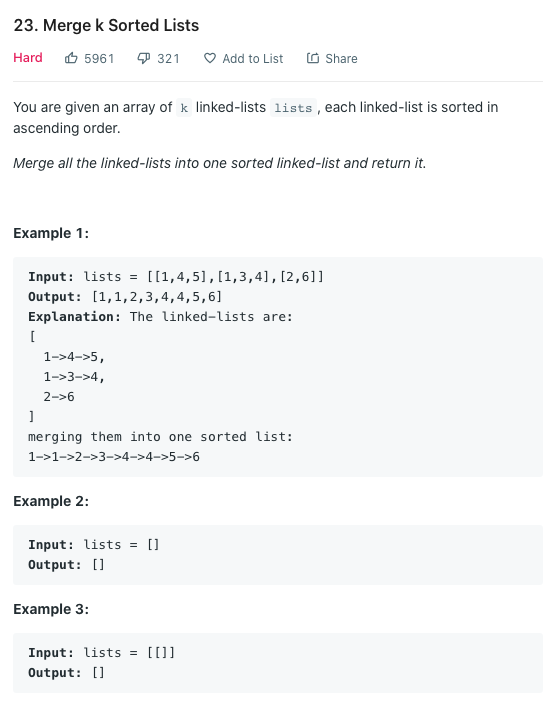 23. Merge k Sorted Lists
Hard 5961 321 Add to List Share
You are given an array of k linked-lists lists, each linked-list is sorted in
ascending order.
Merge all the linked-lists into one sorted linked-list and return it.
Example 1:
Input: lists = [[1,4,5],[1,3,4],[2,6]]
Output: [1,1,2,3,4,4,5,6]
Explanation: The linked-lists are:
[
  1->4->5,
  1->3->4,
  2->6
]
merging them into one sorted list:
1->1->2->3->4->4->5->6
Example 2:
Input: lists = []
Output: []
Example 3:
Input: lists = [[]]
Output: []